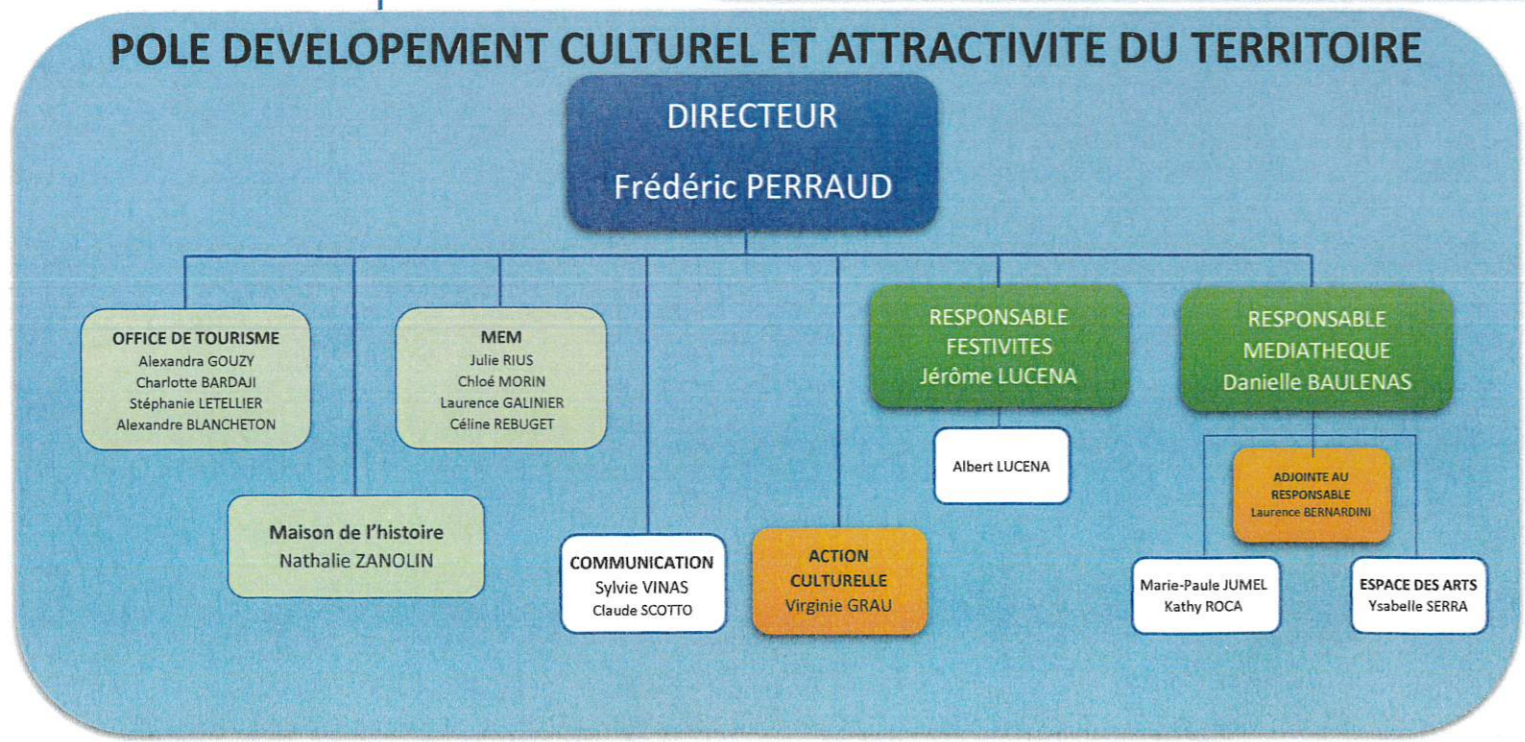 POLE DEVELOPEMENT CULTUREL ET ATTRACTIVITE DU TERRITOIRE
DIRECTEUR
Frédéric PERRAUD
OFFICE DE TOURISME
Alexandra GOUZY
Charlotte BARDAJI
Stéphanie LETELLIER
Alexandre BLANCHETON
Maison de l'histoire
Nathalie ZANOLIN
MEM
Julie RIUS
Chloé MORIN
Laurence GALINIER
Céline REBUGET
COMMUNICATION
Sylvie VINAS
Claude SCOTTO
ACTION
CULTURELLE
Virginie GRAU
RESPONSABLE
FESTIVITES
Jérôme LUCENA
Albert LUCENA
RESPONSABLE
MEDIATHEQUE
Danielle BAULENAS
ADJOINTE AU
RESPONSABLE
Laurence BERNARDINI
Marie-Paule JUMEL
Kathy ROCA
ESPACE DES ARTS
Ysabelle SERRA